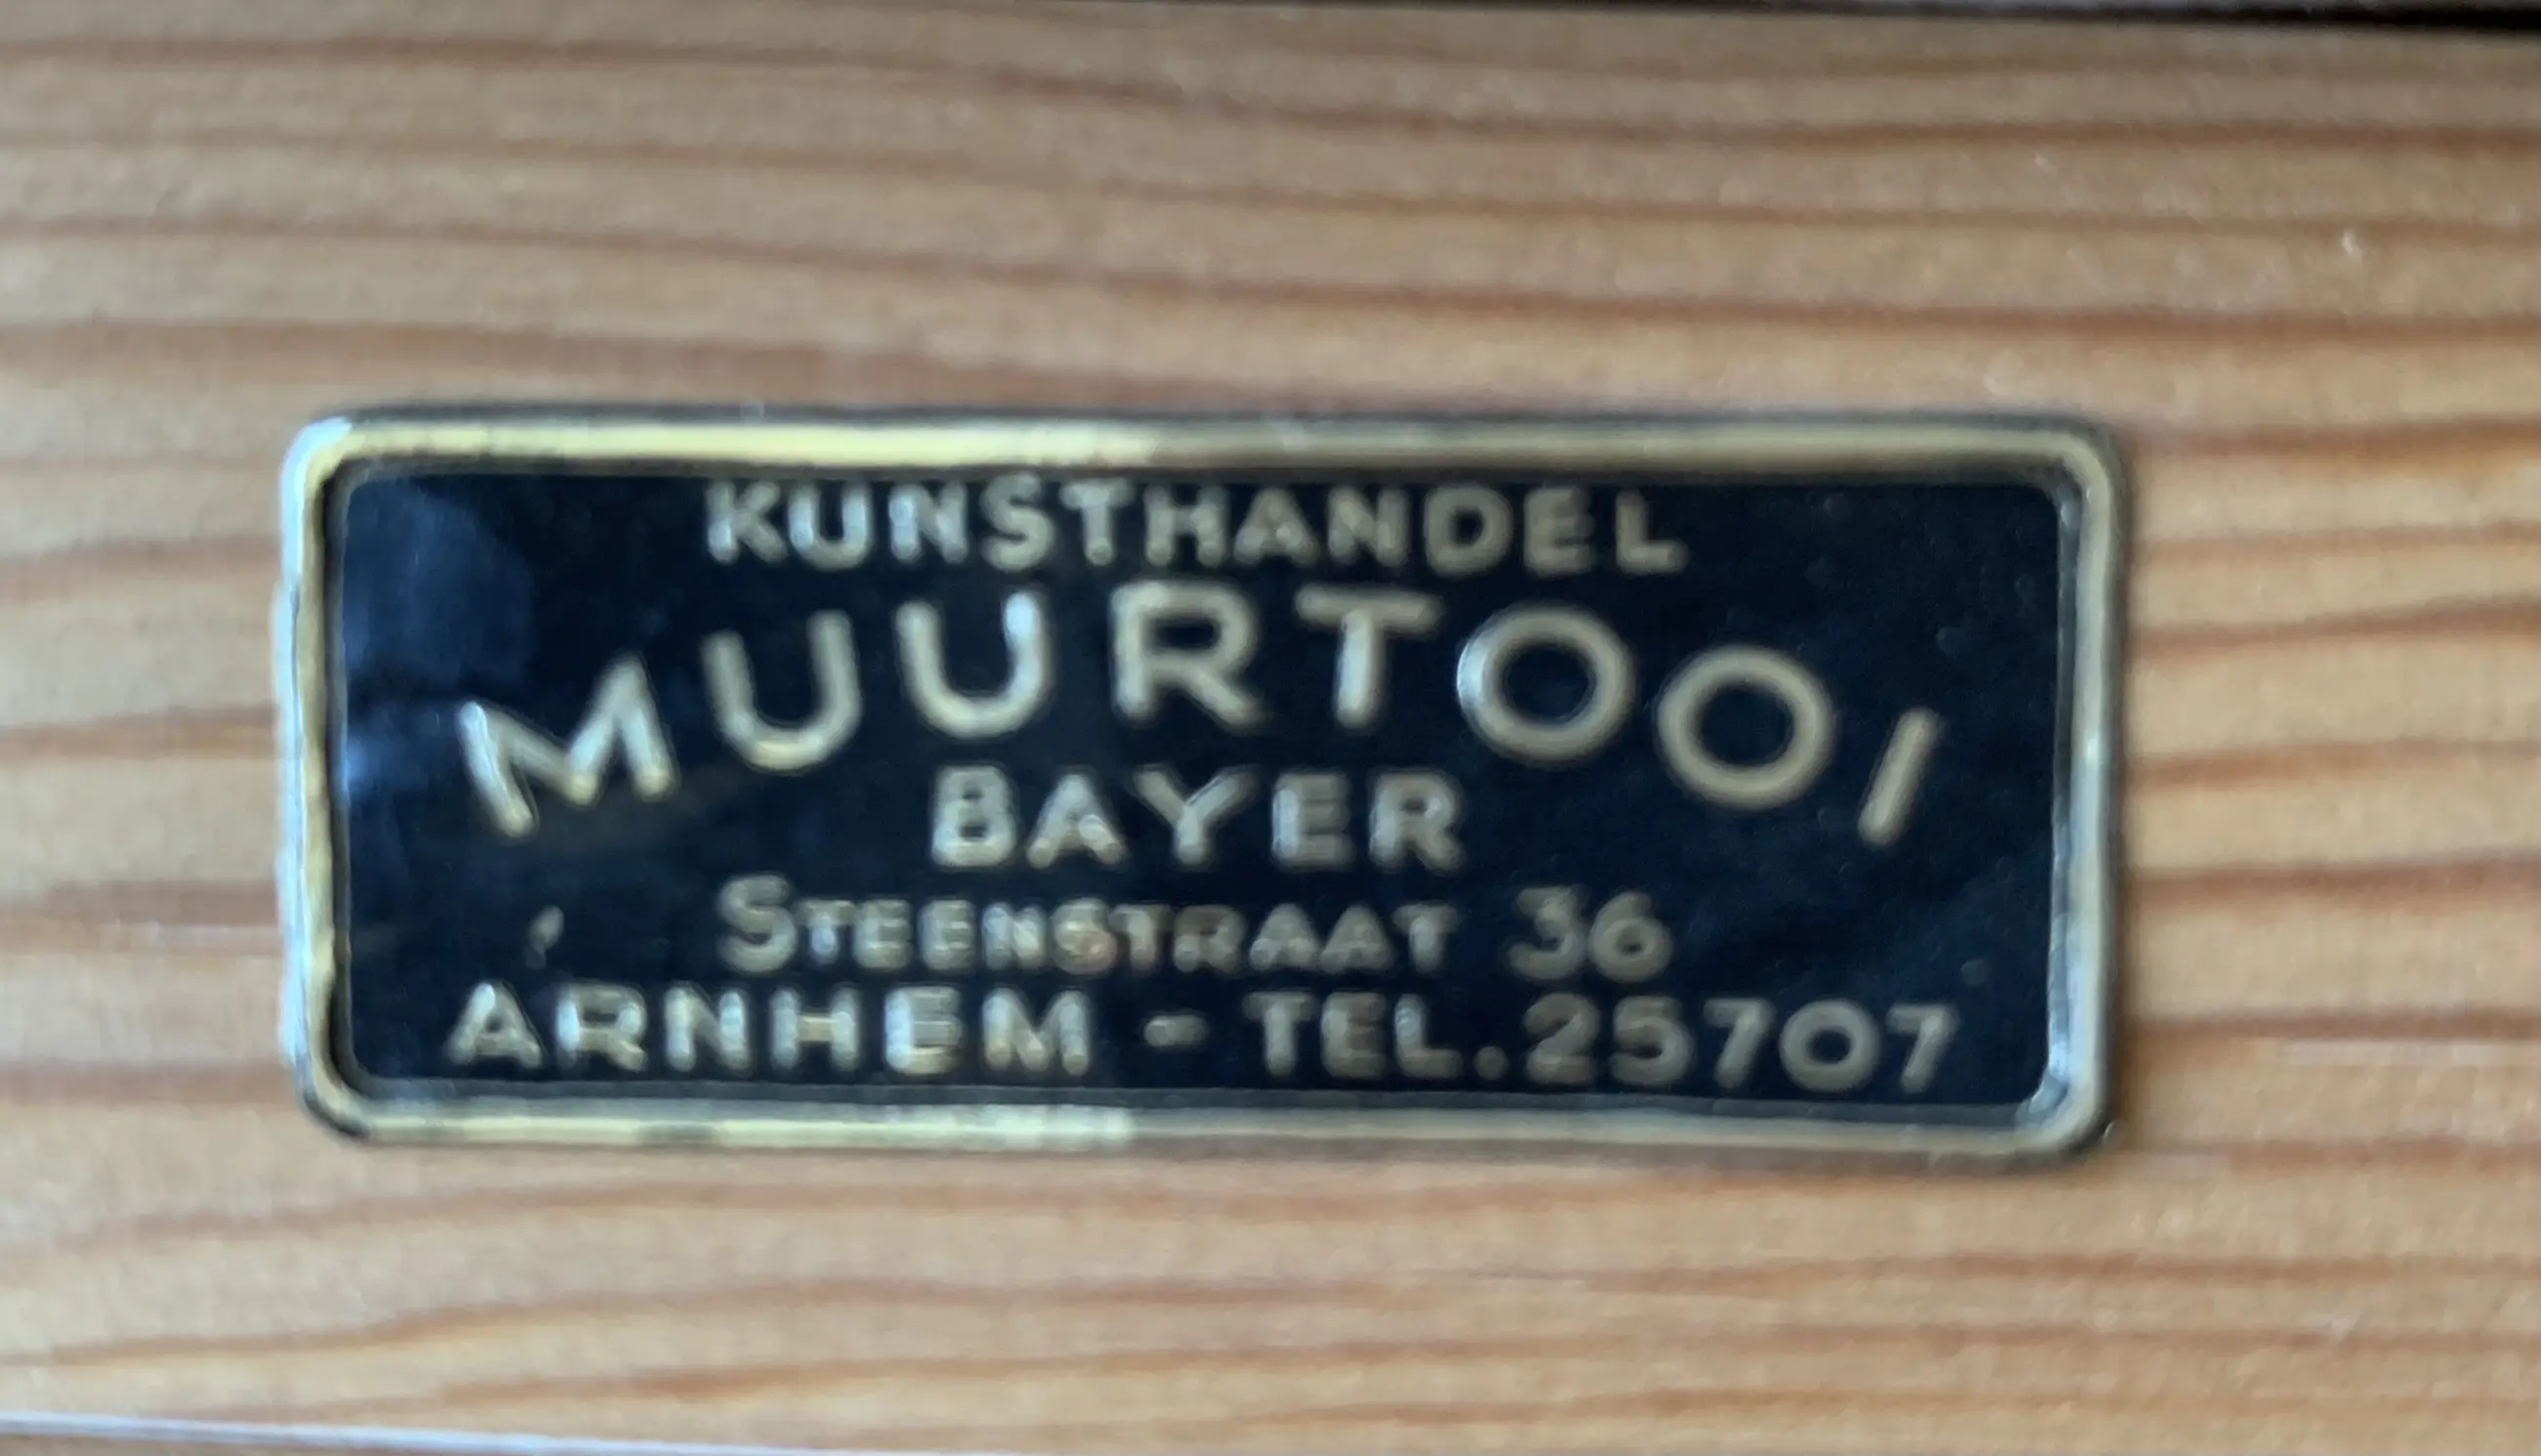 KUNSTHANDEL
MUURTOOI
BAYER
STEENSTRAAT 36
ARNHEM - TEL. 25707